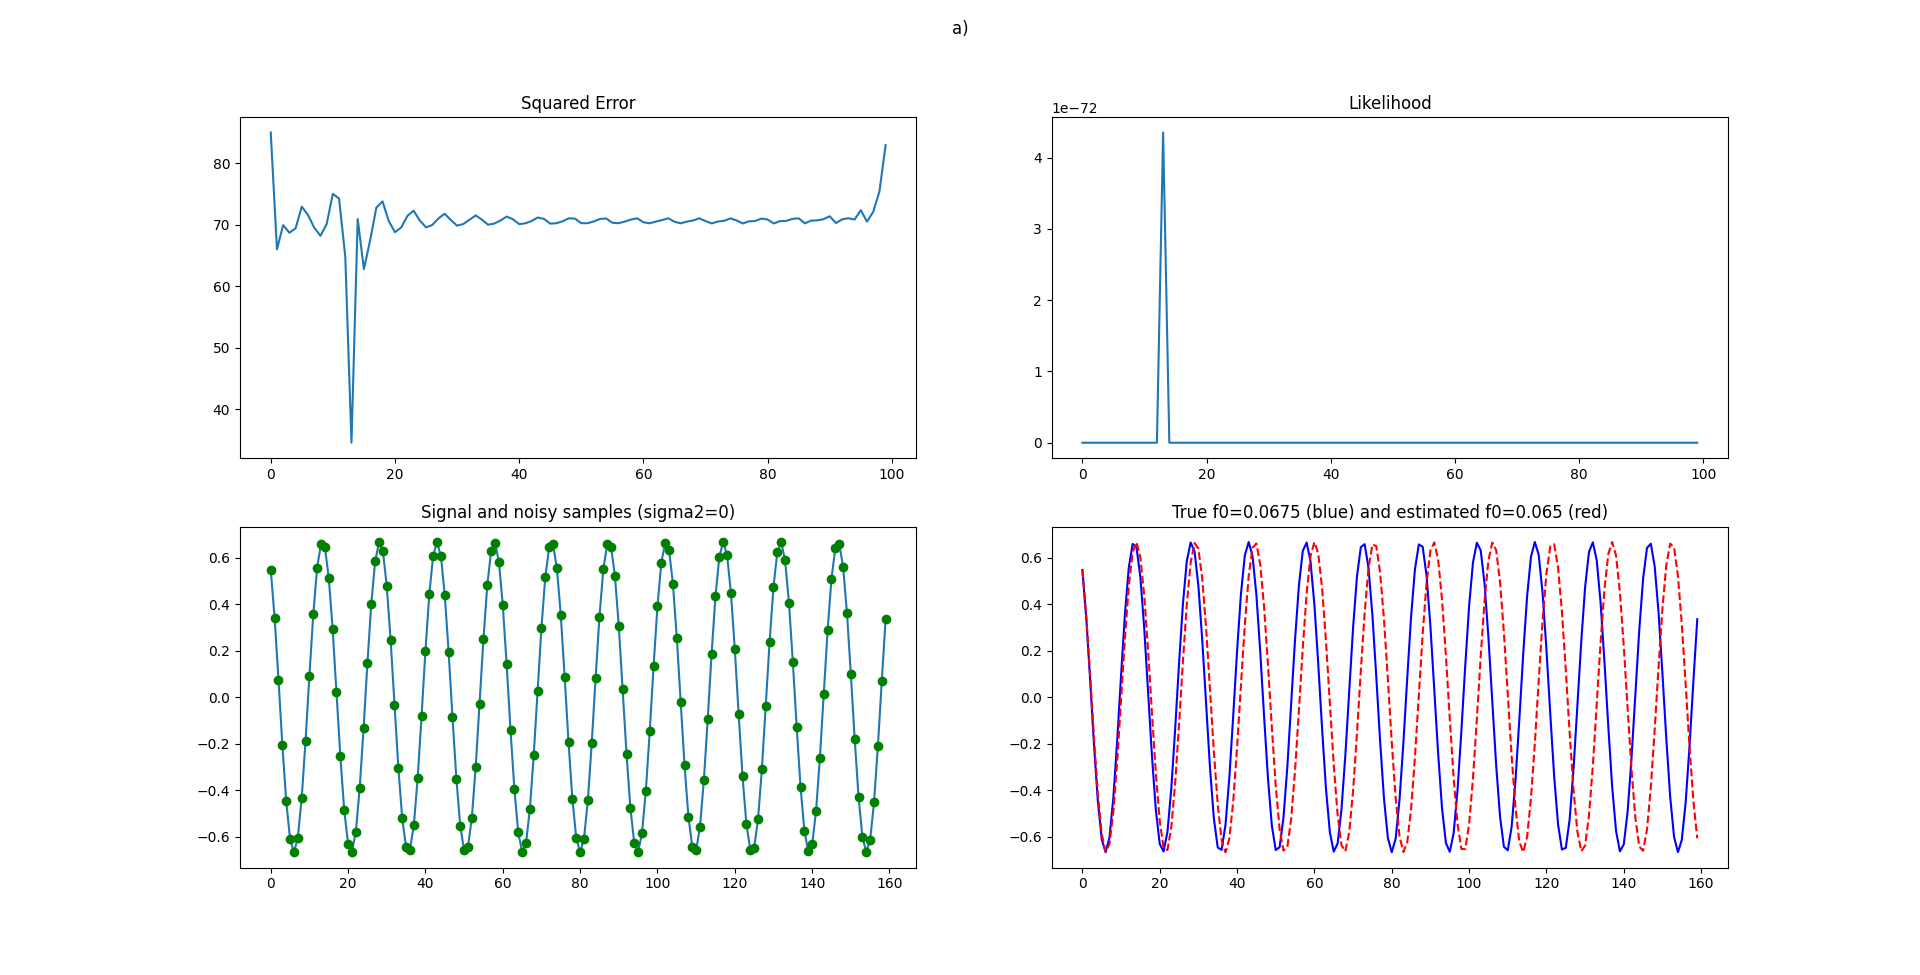 a)
Squared Error
80
70
60
50
40
0 20 40 60 80 100
Likelihood
1e−72
4
3
2
1
0
0 20 40 60 80 100
Signal and noisy samples (sigma2=0)
0.6
0.4
0.2
0.0
−0.2
−0.4
−0.6
0 20 40 60 80 100 120 140 160
True f0=0.0675 (blue) and estimated f0=0.065 (red)
0.6
0.4
0.2
0.0
−0.2
−0.4
−0.6
0 20 40 60 80 100 120 140 160